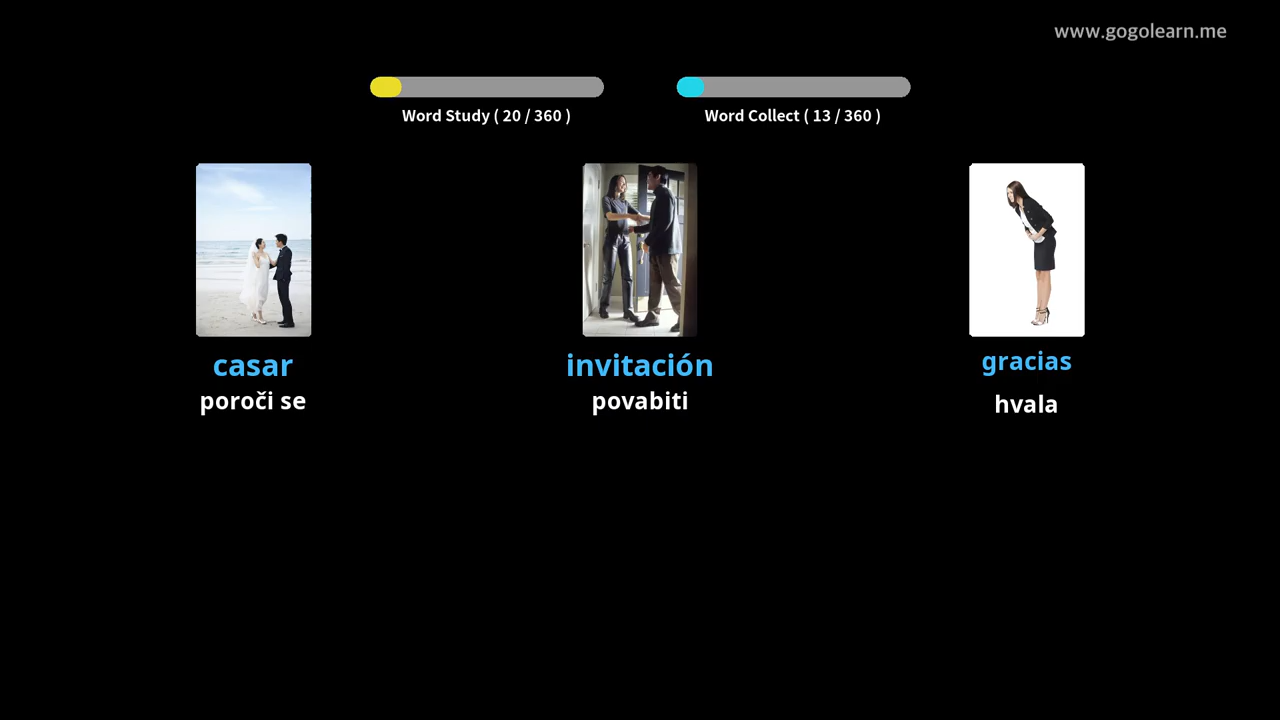 www.gogolearn.me
Word Study ( 20 / 360 )
Word Collect ( 13 / 360 )
casar
invitación
gracias
poroči se
povabiti
hvala